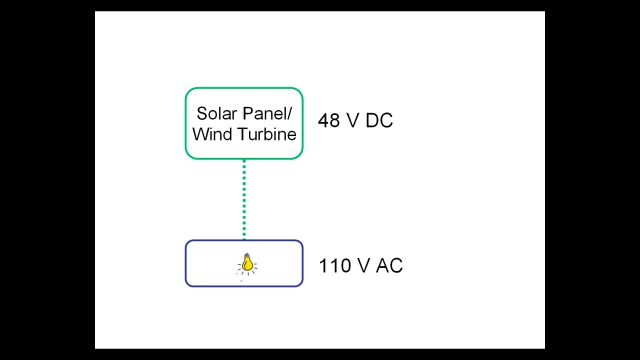 Solar Panel/
Wind Turbine
48 V DC
110 V AC